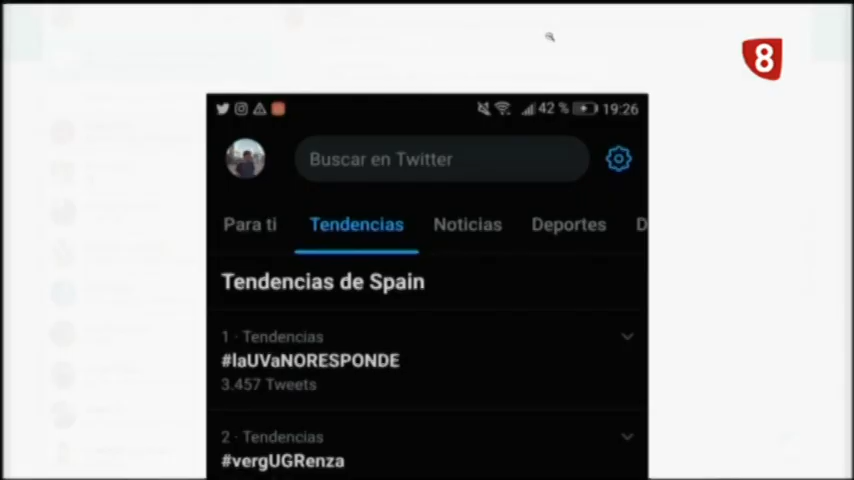 8
42 % 19:26
Buscar en Twitter
Para ti Tendencias Noticias Deportes D
Tendencias de Spain
1 · Tendencias
#laUVaNORESPONDE
3.457 Tweets
2 · Tendencias
#vergUGRenza